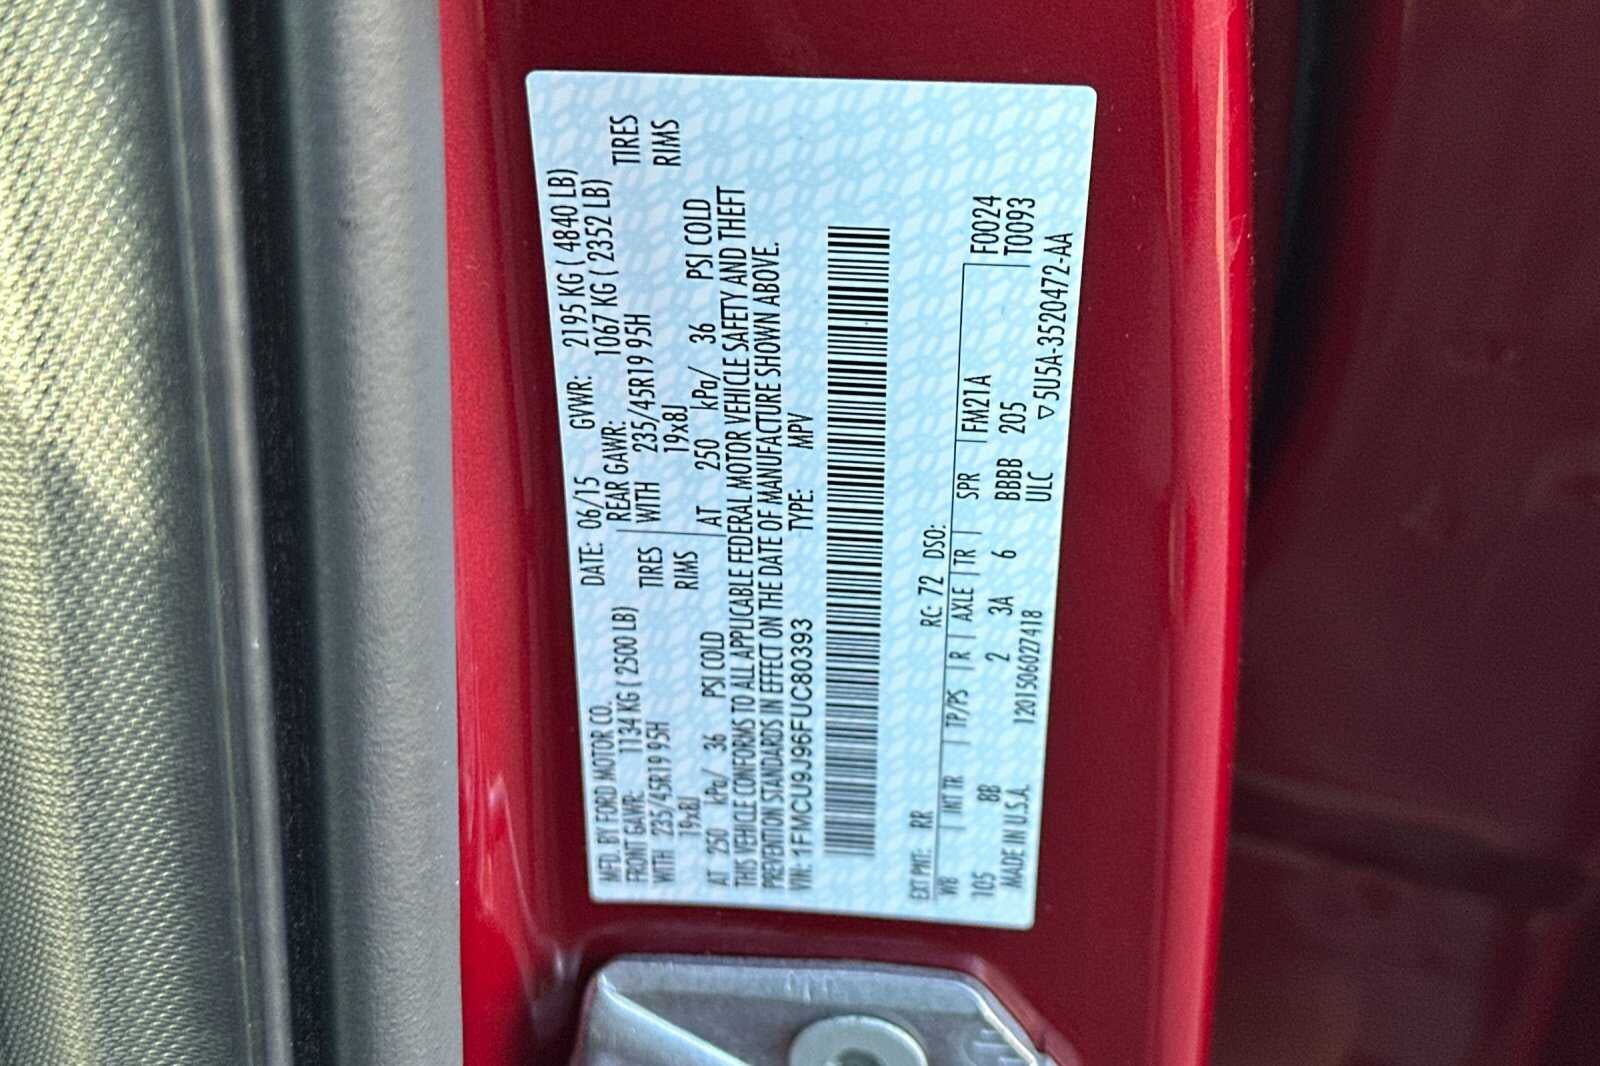 MFD. BY FORD MOTOR CO. DATE: 06/15 GVWR: 2195 KG ( 4840 LB)
FRONT GAWR: 1134 KG ( 2500 LB) REAR GAWR: 1067 KG ( 2352 LB)
WITH 235/45R19 95H TIRES WITH 235/45R19 95H TIRES
19x8J RIMS 19x8J RIMS
AT 250 kPa/ 36 PSI COLD AT 250 kPa/ 36 PSI COLD
THIS VEHICLE CONFORMS TO ALL APPLICABLE FEDERAL MOTOR VEHICLE SAFETY AND THEFT
PREVENTION STANDARDS IN EFFECT ON THE DATE OF MANUFACTURE SHOWN ABOVE.
VIN: 1FMCU9J96FUC80393 TYPE: MPV
EXT PNT: RR RC: 72 DSO:
WB INT TR TP/PS R AXLE TR SPR FM21A F0024
105 8B 2 3A 6 BBBB 205 T0093
MADE IN U.S.A. 120150602741​8 ULC ▽5U5A-3520472-AA